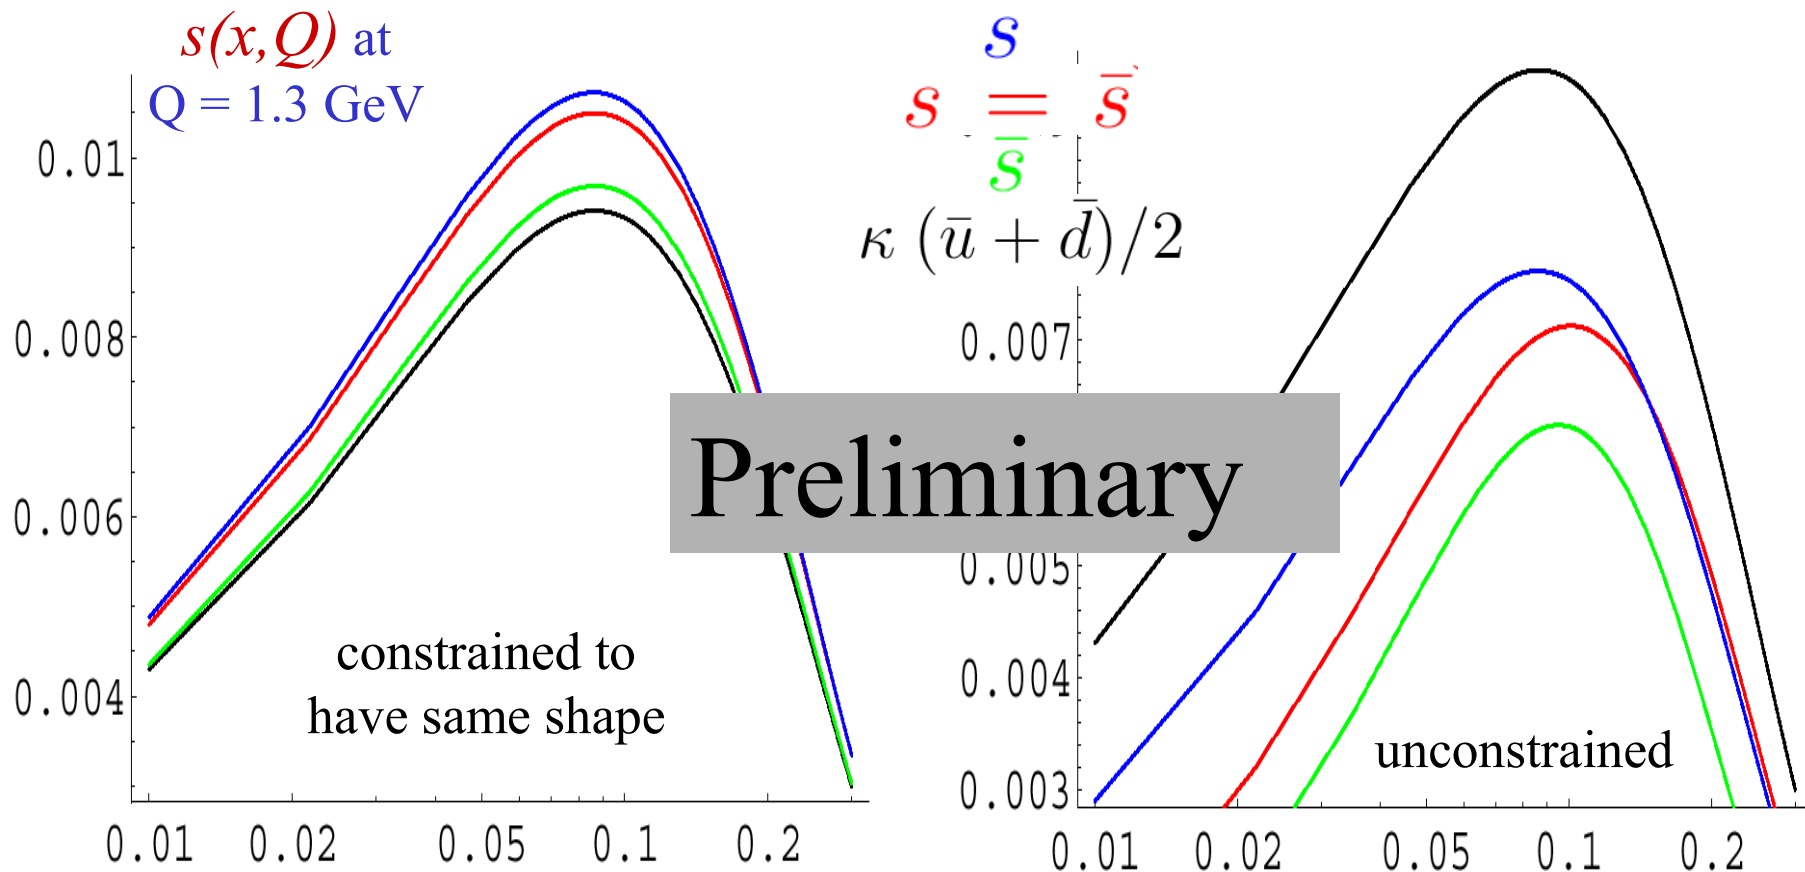 s(x,Q) at
Q = 1.3 GeV
s
s = s̄
s̄
κ (ū + d̄)/2
0.01
0.008
0.006
0.004
0.01
0.02
0.05
0.1
0.2
constrained to
have same shape
Preliminary
0.007
0.005
0.004
0.003
0.01
0.02
0.05
0.1
0.2
unconstrained